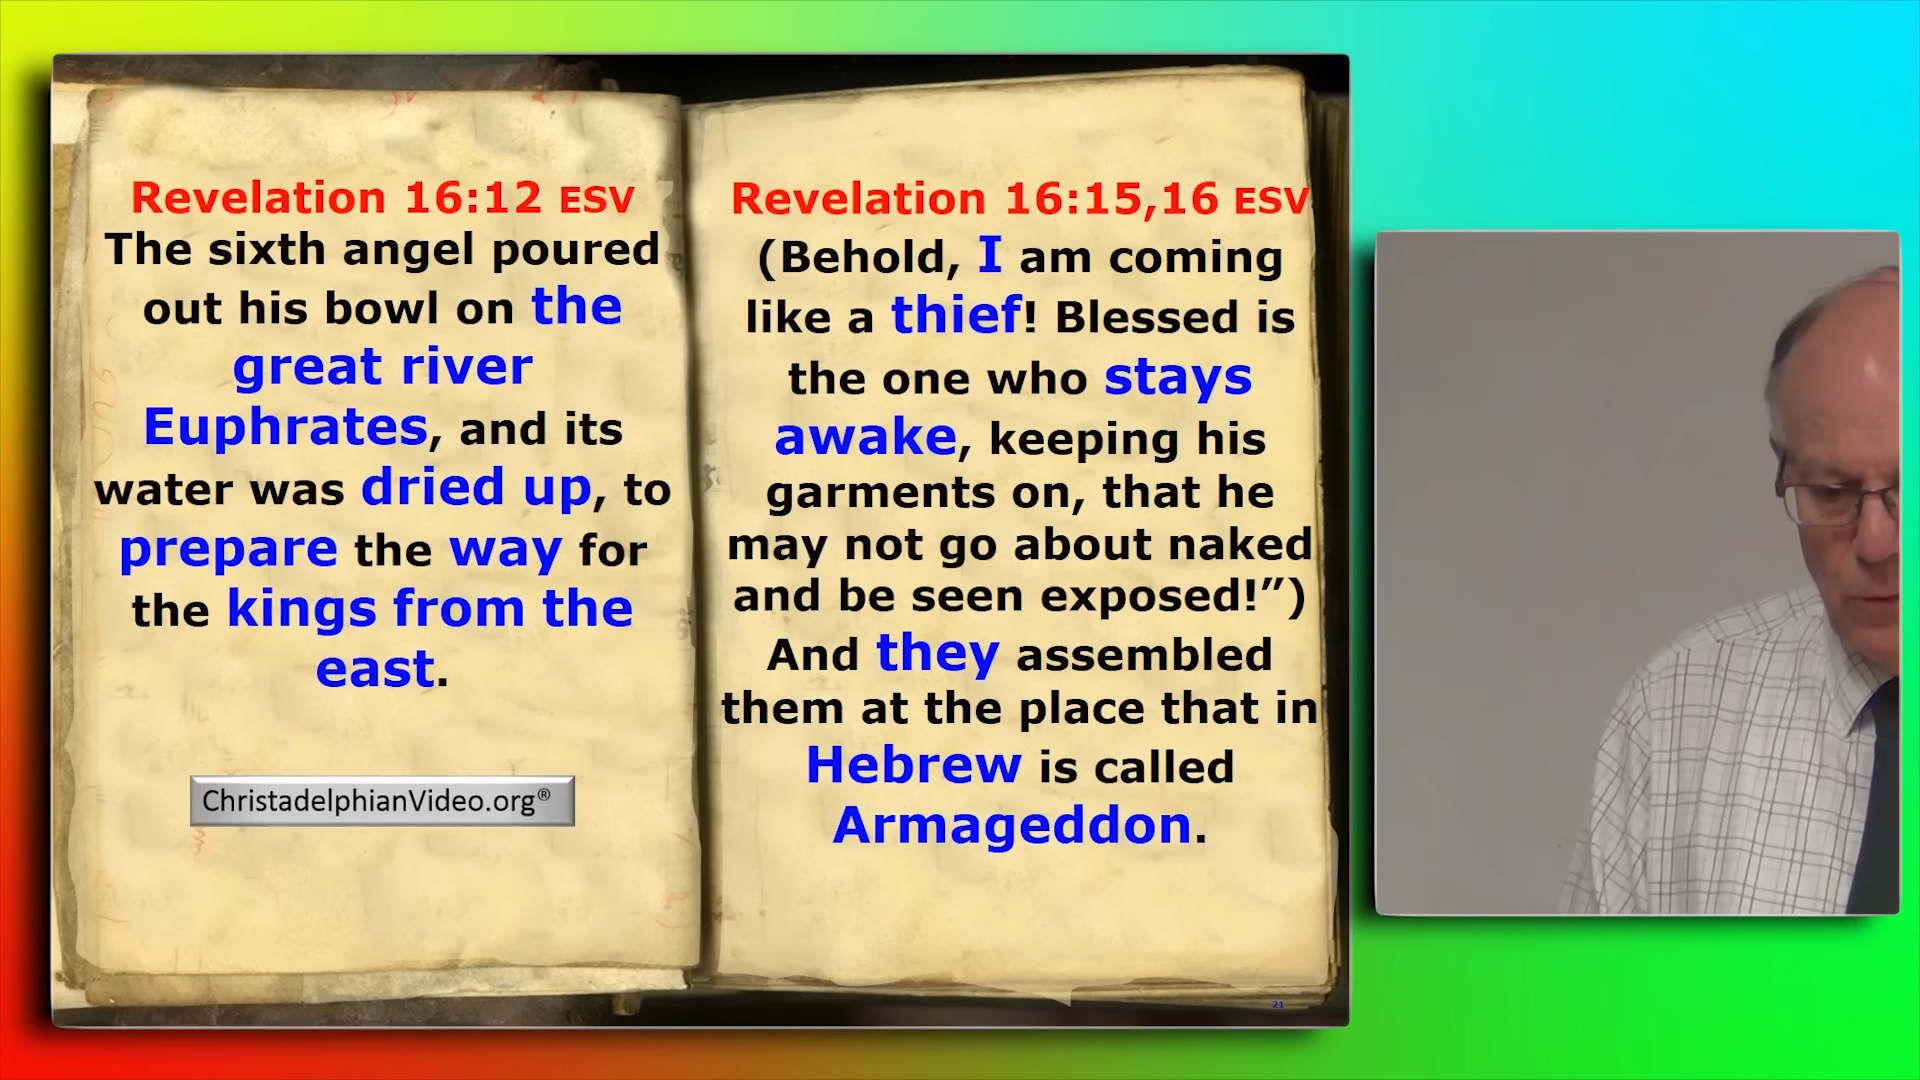 Revelation 16:12 ESV
The sixth angel poured
out his bowl on the
great river
Euphrates, and its
water was dried up, to
prepare the way for
the kings from the
east.
ChristadelphianVideo.org®
Revelation 16:15,16 ESV
(Behold, I am coming
like a thief! Blessed is
the one who stays
awake, keeping his
garments on, that he
may not go about naked
and be seen exposed!”)
And they assembled
them at the place that in
Hebrew is called
Armageddon.
21